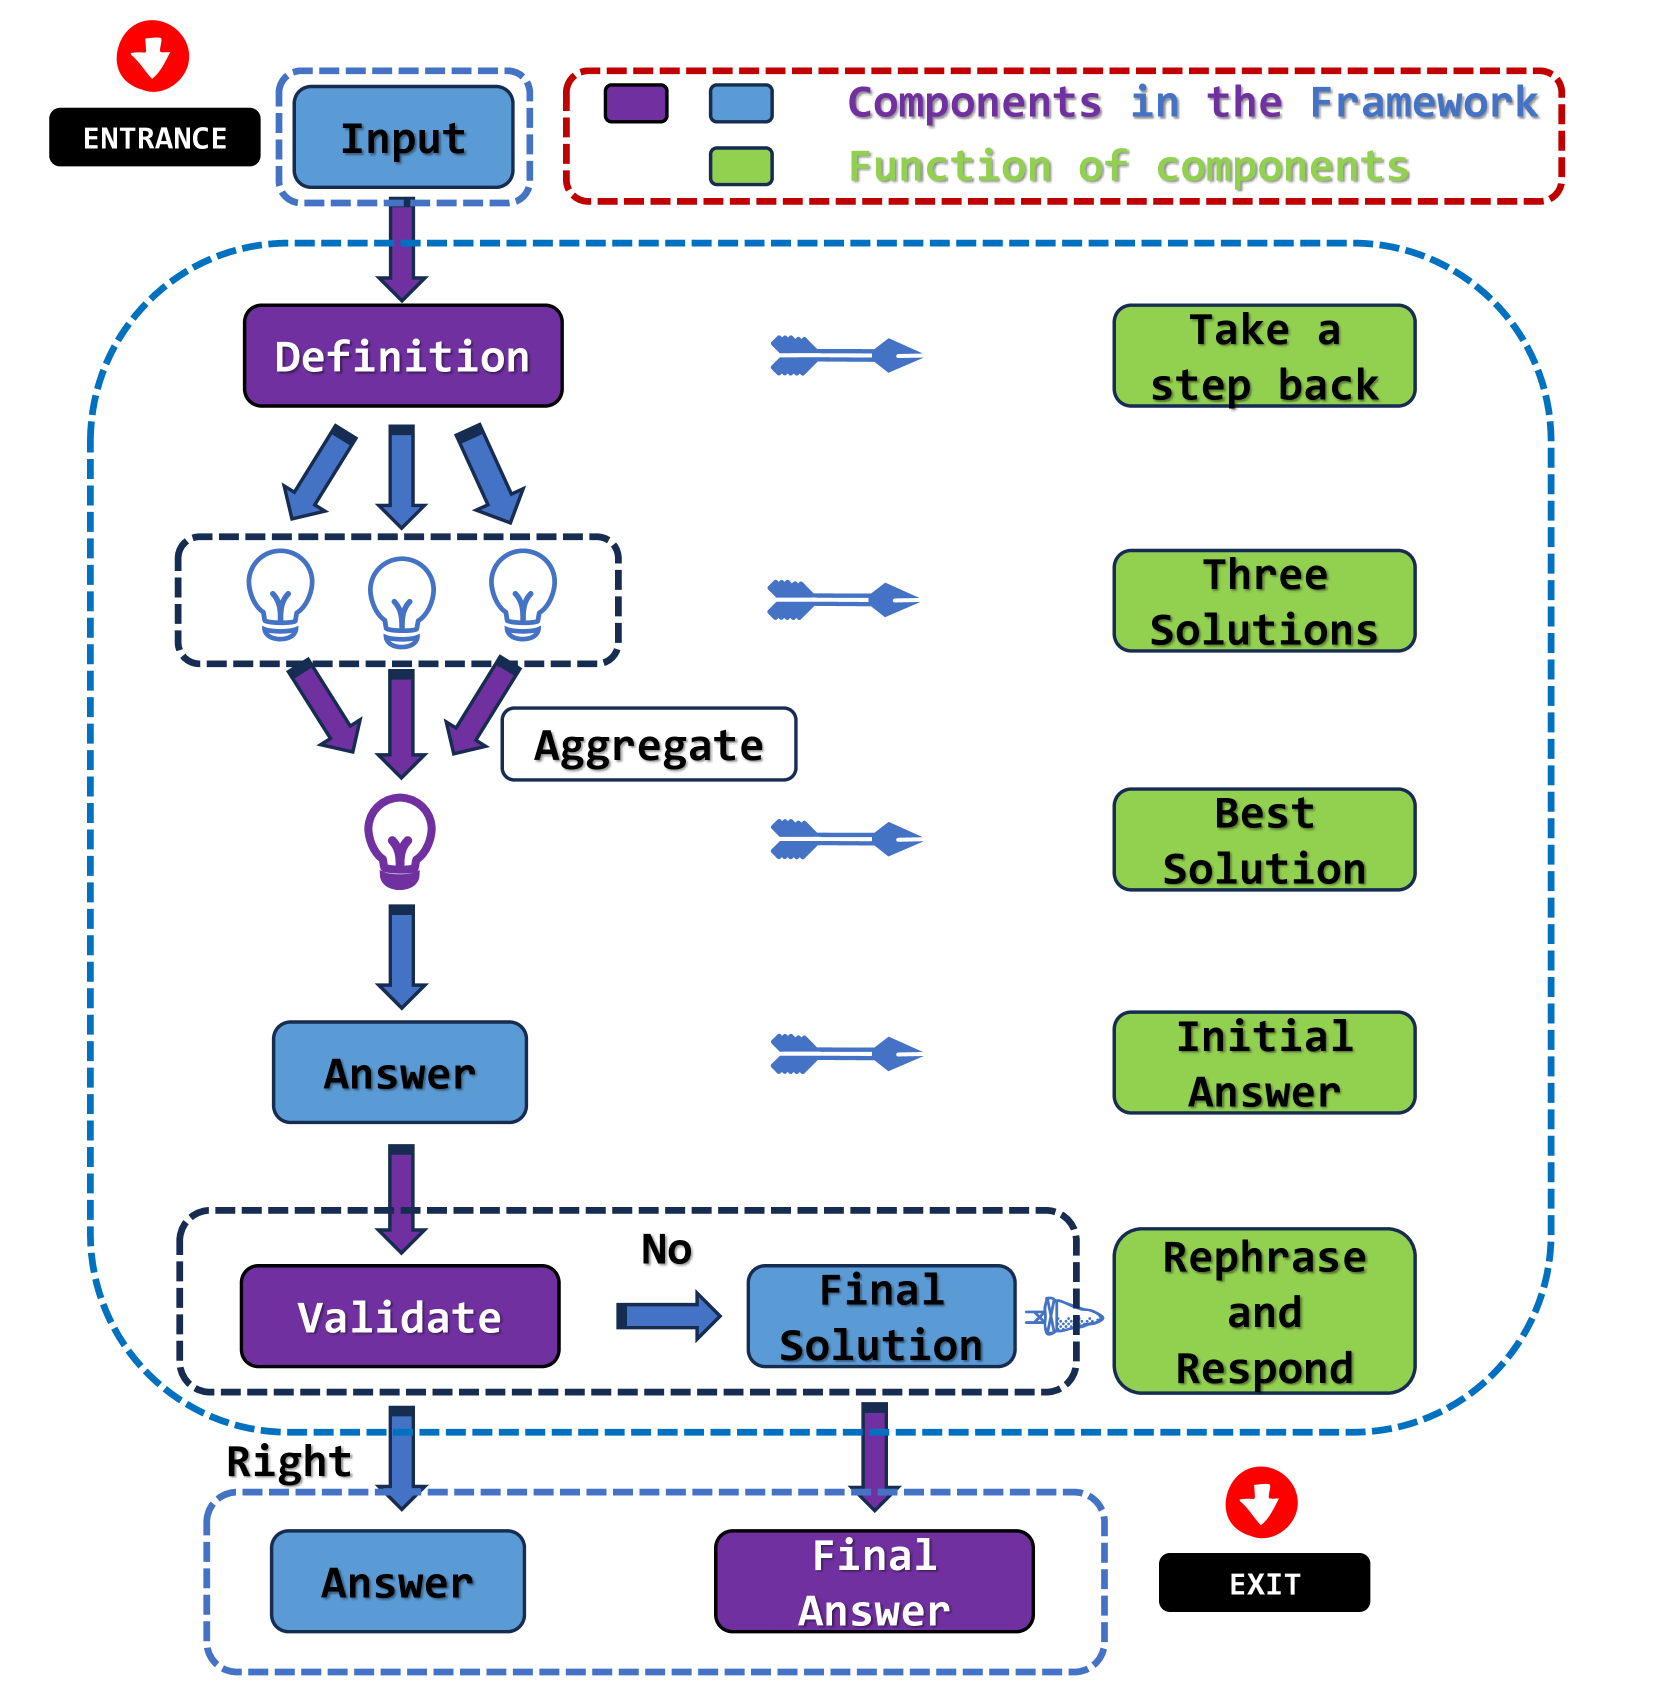 ENTRANCE
Input
Components in the Framework
Function of components
Definition
Take a
step back
Three
Solutions
Aggregate
Best
Solution
Answer
Initial
Answer
Validate
No
Final
Solution
Rephrase
and
Respond
Right
Answer
Final
Answer
EXIT